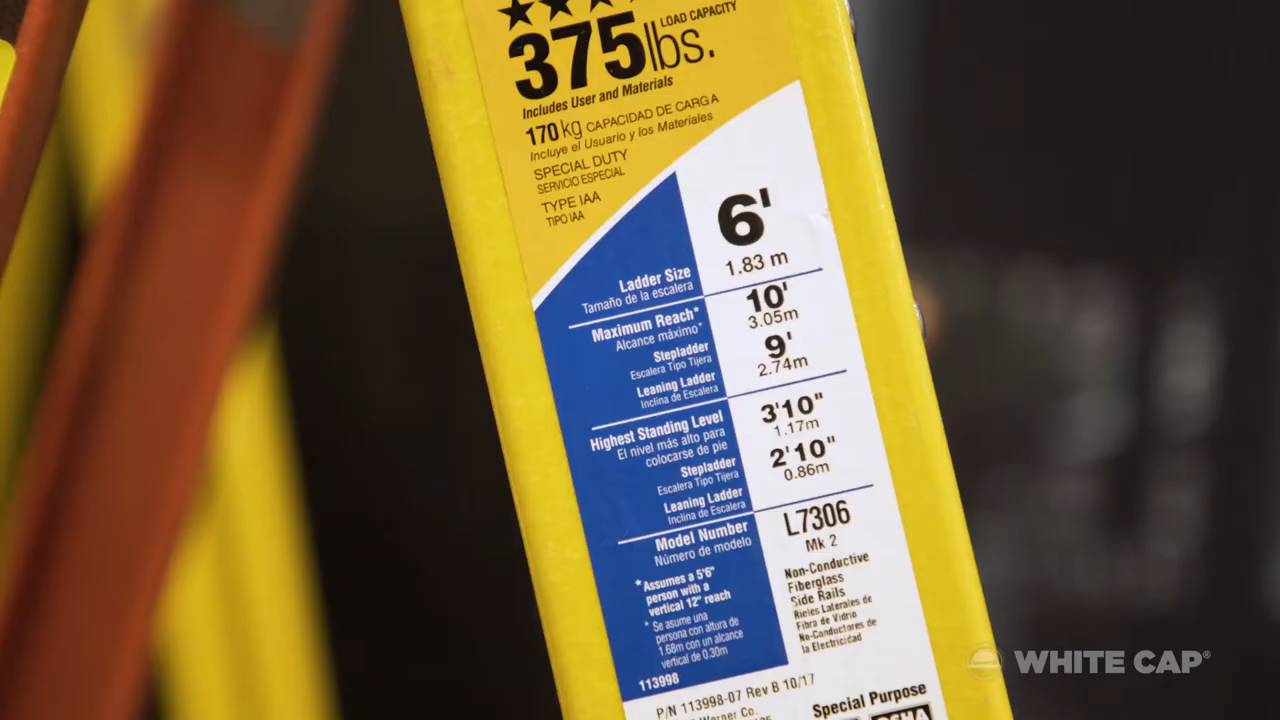 ★★★★
LOAD CAPACITY
375 lbs.
Includes User and Materials
170 kg CAPACIDAD DE CARGA
Incluye el Usuario y los Materiales
SPECIAL DUTY
SERVICIO ESPECIAL
TYPE IAA
TIPO IAA
6'
1.83 m
Ladder Size
Tamaño de la escalera
Maximum Reach*
Alcance máximo*
10'
3.05m
Stepladder
Escalera Tipo Tijera
9'
2.74m
Leaning Ladder
Inclina de Escalera
Highest Standing Level
El nivel más alto para
colocarse de pie
3'10"
1.17m
Stepladder
Escalera Tipo Tijera
2'10"
0.86m
Leaning Ladder
Inclina de Escalera
Model Number
Número de modelo
L7306
Mk 2
*Assumes a 5'6"
person with a
vertical 12" reach
* Se asume una
persona con altura de
1.68m con un alcance
vertical de 0.30m
Non-Conductive
Fiberglass
Side Rails
Rieles Laterales de
Fibra de Vidrio
No-Conductores de
la Electricidad
113998
P/N 113998-07 Rev B 10/17
Werner Co.
Special Purpose
OSHA
WHITE CAP®